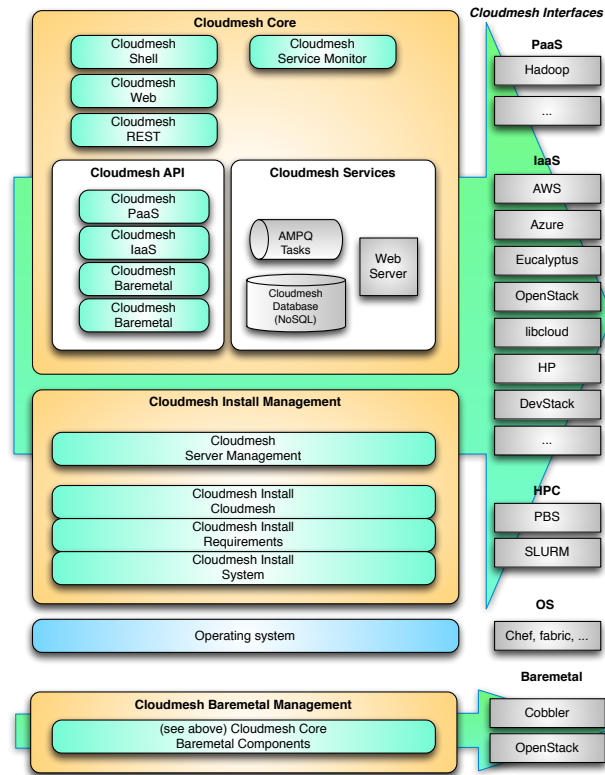 Cloudmesh Core
Cloudmesh
Shell
Cloudmesh
Service Monitor
Cloudmesh
Web
Cloudmesh
REST
Cloudmesh API
Cloudmesh
PaaS
Cloudmesh
IaaS
Cloudmesh
Baremetal
Cloudmesh
Baremetal
Cloudmesh Services
AMPQ
Tasks
Web
Server
Cloudmesh
Database
(NoSQL)
Cloudmesh Install Management
Cloudmesh
Server Management
Cloudmesh Install
Cloudmesh
Cloudmesh Install
Requirements
Cloudmesh Install
System
Operating system
Cloudmesh Baremetal Management
(see above) Cloudmesh Core
Baremetal Components
Cloudmesh Interfaces
PaaS
Hadoop
...
IaaS
AWS
Azure
Eucalyptus
OpenStack
libcloud
HP
DevStack
...
HPC
PBS
SLURM
OS
Chef, fabric, ...
Baremetal
Cobbler
OpenStack